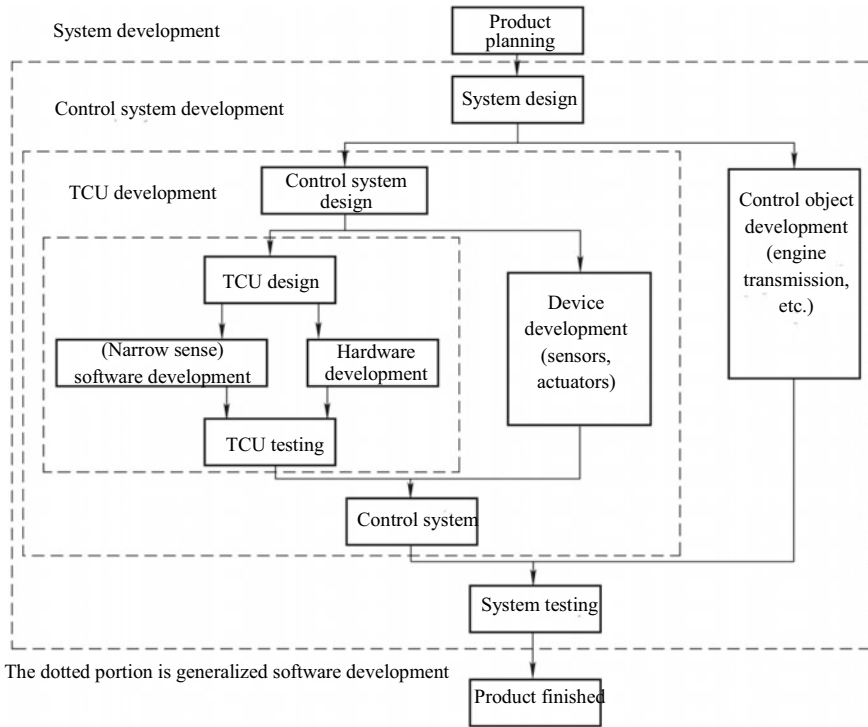 System development
Product
planning
System design
Control system development
TCU development
Control system
design
Control object
development
(engine
transmission,
etc.)
TCU design
Device
development
(sensors,
actuators)
(Narrow sense)
software development
Hardware
development
TCU testing
Control system
System testing
The dotted portion is generalized software development
Product finished